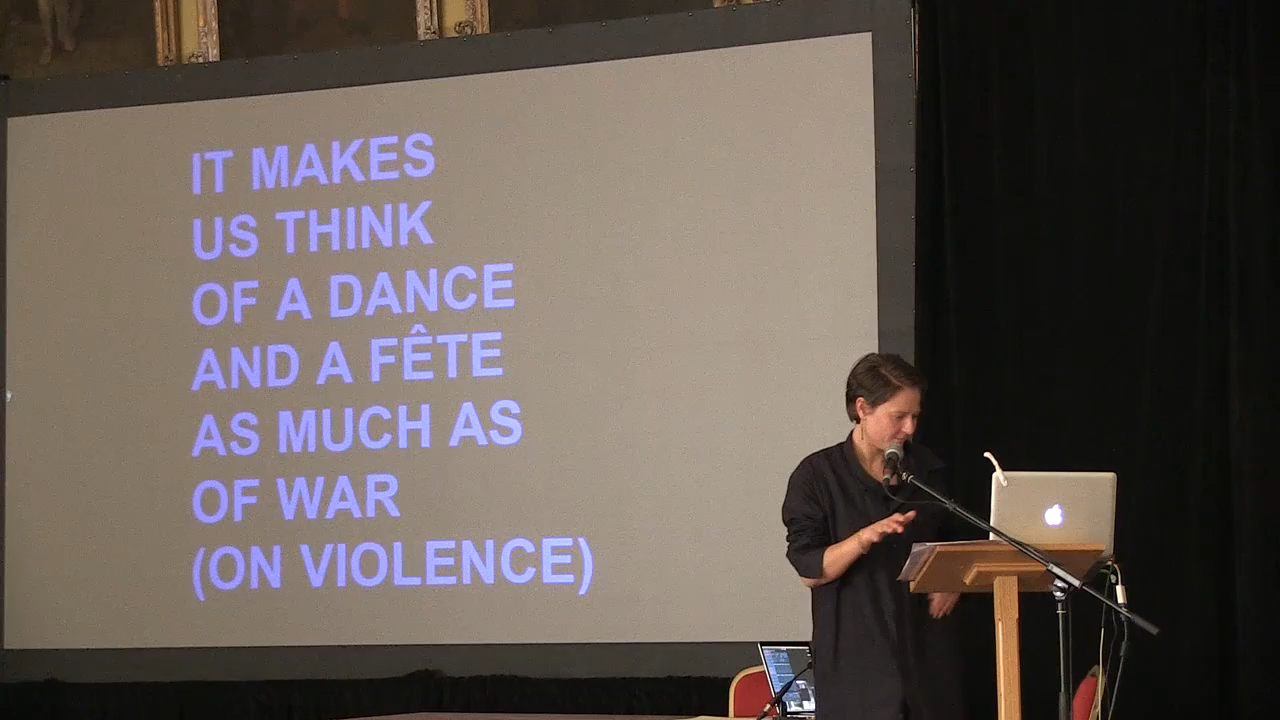 IT MAKES
US THINK
OF A DANCE
AND A FÊTE
AS MUCH AS
OF WAR
(ON VIOLENCE)